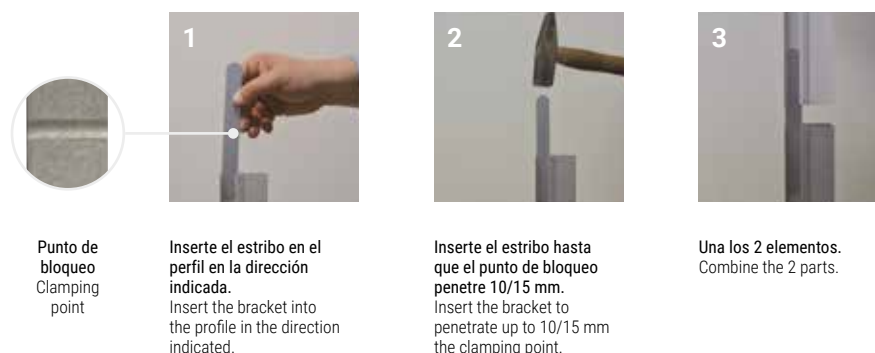 1
2
3
Punto de
bloqueo
Clamping
point
Inserte el estribo en el
perfil en la dirección
indicada.
Insert the bracket into
the profile in the direction
indicated.
Inserte el estribo hasta
que el punto de bloqueo
penetre 10/15 mm.
Insert the bracket to
penetrate up to 10/15 mm
the clamping point.
Una los 2 elementos.
Combine the 2 parts.